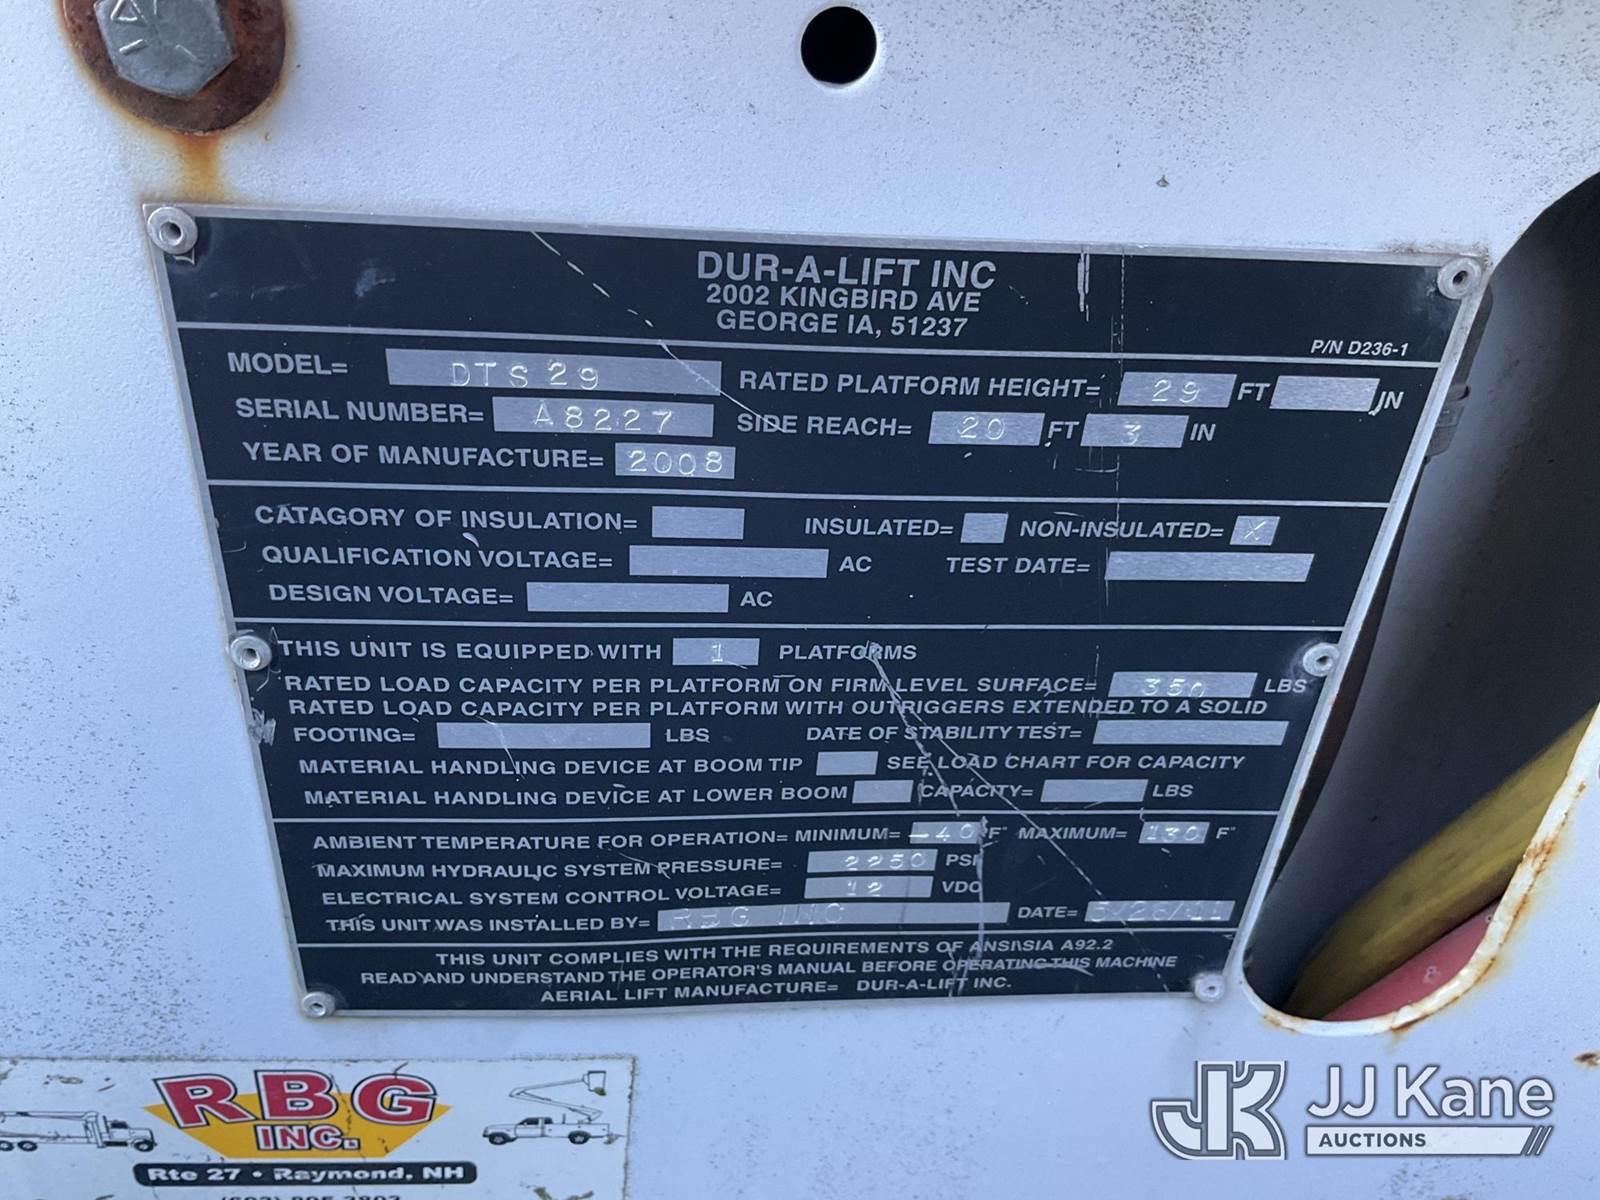 DUR-A-LIFT INC
2002 KINGBIRD AVE
GEORGE IA, 51237
P/N D236-1
MODEL= DTS29 RATED PLATFORM HEIGHT= 29 FT IN
SERIAL NUMBER= A8227 SIDE REACH= 20 FT 3 IN
YEAR OF MANUFACTURE= 2008
CATAGORY OF INSULATION= INSULATED= NON-INSULATED= X
QUALIFICATION VOLTAGE= AC TEST DATE=
DESIGN VOLTAGE= AC
THIS UNIT IS EQUIPPED WITH 1 PLATFORMS
RATED LOAD CAPACITY PER PLATFORM ON FIRM LEVEL SURFACE= 350 LBS
RATED LOAD CAPACITY PER PLATFORM WITH OUTRIGGERS EXTENDED TO A SOLID
FOOTING= LBS DATE OF STABILITY TEST=
MATERIAL HANDLING DEVICE AT BOOM TIP SEE LOAD CHART FOR CAPACITY
MATERIAL HANDLING DEVICE AT LOWER BOOM CAPACITY= LBS
AMBIENT TEMPERATURE FOR OPERATION= MINIMUM= -40 F° MAXIMUM= 130 F°
MAXIMUM HYDRAULIC SYSTEM PRESSURE= 2250 PSI
ELECTRICAL SYSTEM CONTROL VOLTAGE= 12 VDC
THIS UNIT WAS INSTALLED BY= RBG INC DATE=
THIS UNIT COMPLIES WITH THE REQUIREMENTS OF ANSI\SIA A92.2
READ AND UNDERSTAND THE OPERATOR'S MANUAL BEFORE OPERATING THIS MACHINE
AERIAL LIFT MANUFACTURE= DUR-A-LIFT INC.
RBG
INC.
Rte 27 • Raymond, NH
JK JJ Kane
AUCTIONS